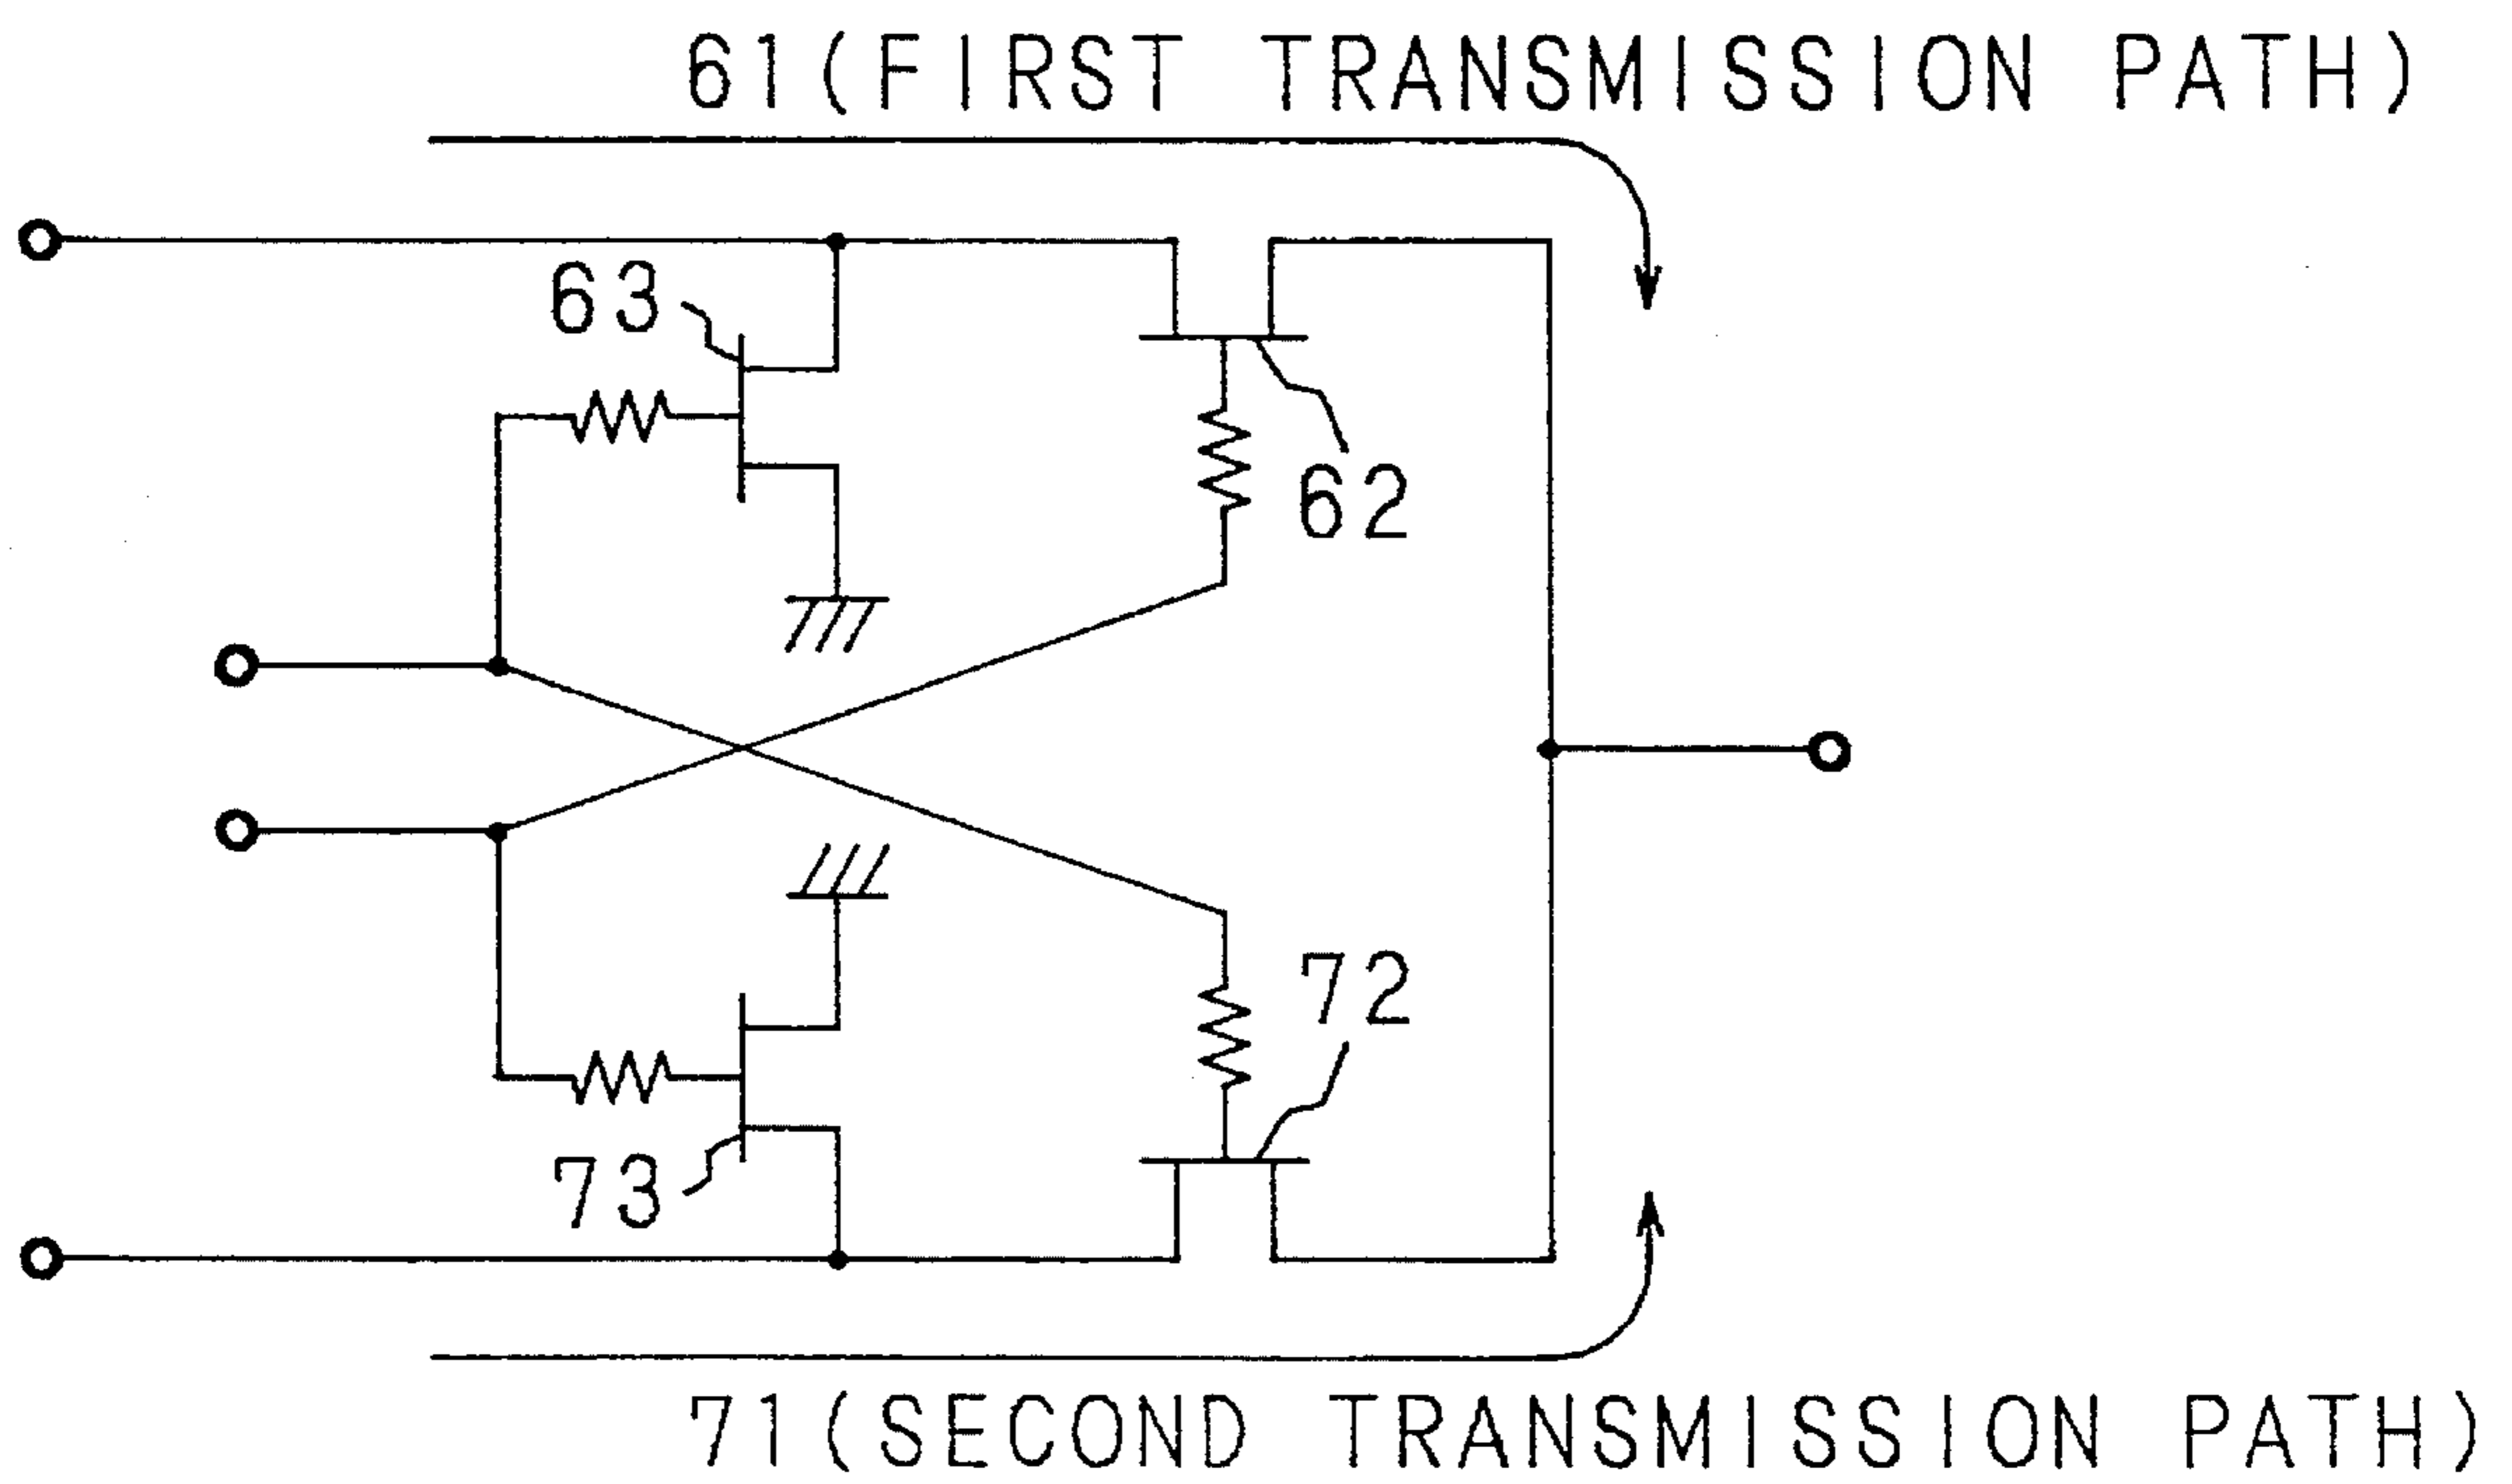 61(FIRST TRANSMISSION PATH)
63
62
72
73
71(SECOND TRANSMISSION PATH)